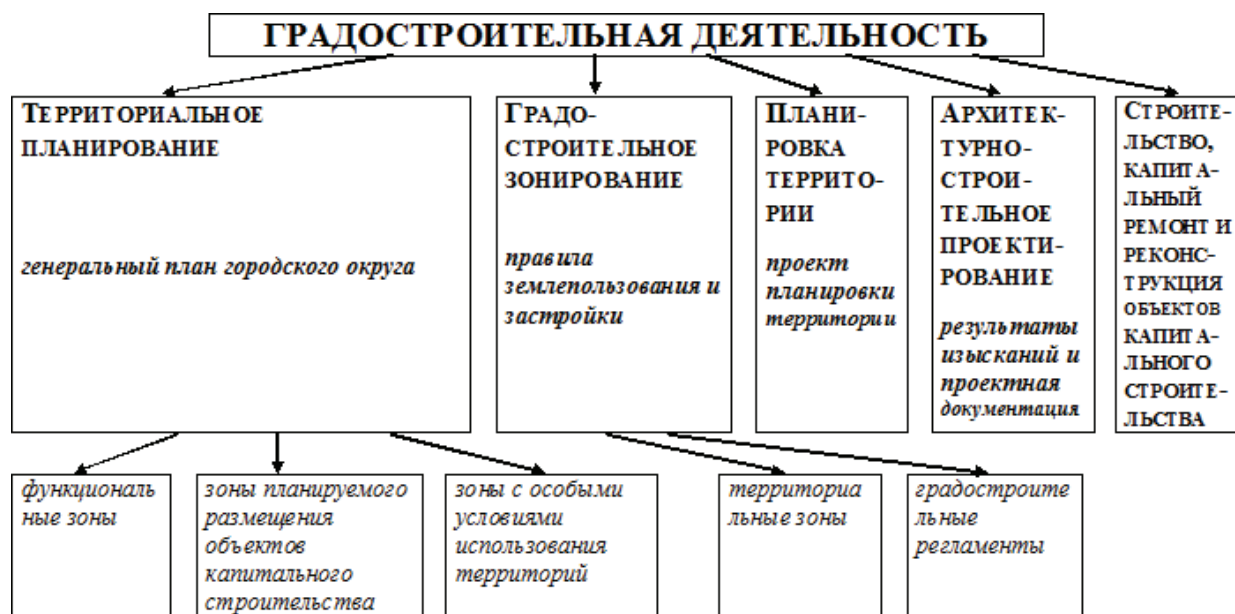 ГРАДОСТРОИТЕЛЬНАЯ ДЕЯТЕЛЬНОСТЬ
ТЕРРИТОРИАЛЬНОЕ
ПЛАНИРОВАНИЕ
генеральный план городского округа
ГРАДО-
СТРОИТЕЛЬНОЕ
ЗОНИРОВАНИЕ
правила
землепользования и
застройки
ПЛАНИ-
РОВКА
ТЕРРИТО-
РИИ
проект
планировки
территории
АРХИТЕК-
ТУРНО-
СТРОИ-
ТЕЛЬНОЕ
ПРОЕКТИ-
РОВАНИЕ
результаты
изысканий и
проектная
документация
СТРОИТЕ-
ЛЬСТВО,
КАПИТА-
ЛЬНЫЙ
РЕМОНТ И
РЕКОНС-
ТРУКЦИЯ
ОБЪЕКТОВ
КАПИТА-
ЛЬНОГО
СТРОИТЕ-
ЛЬСТВА
функциональ
ные зоны
зоны планируемого
размещения
объектов
капитального
строительства
зоны с особыми
условиями
использования
территорий
территориа
льные зоны
градостроите
льные
регламенты